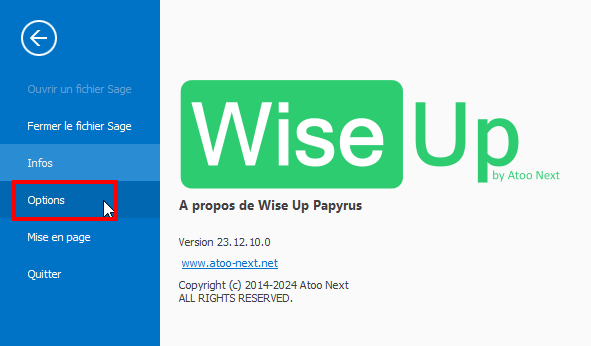 Ouvrir un fichier Sage
Fermer le fichier Sage
Infos
Options
Mise en page
Quitter
Wise Up
by Atoo Next
A propos de Wise Up Papyrus
Version 23.12.10.0
www.atoo-next.net
Copyright (c) 2014-2024 Atoo Next
ALL RIGHTS RESERVED.